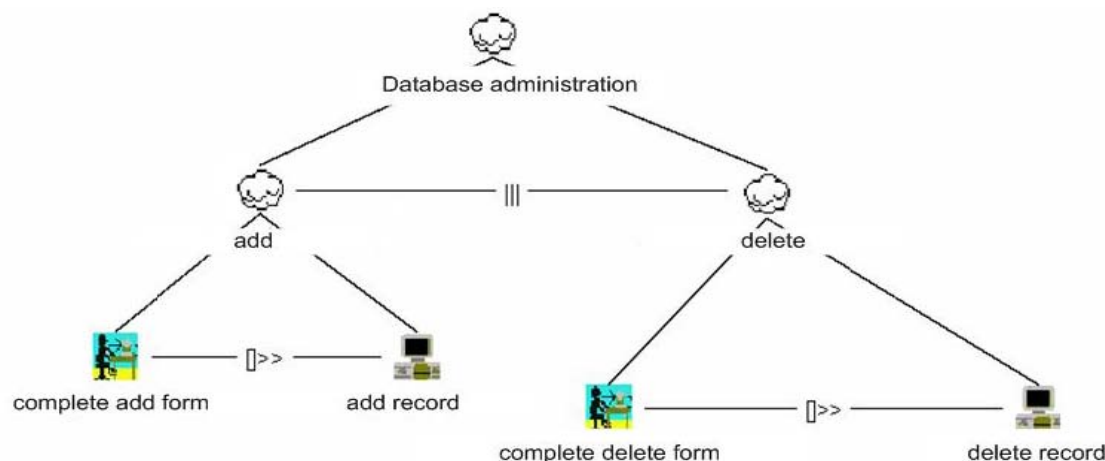 Database administration
|||
add
delete
[]>>
complete add form
add record
[]>>
complete delete form
delete record